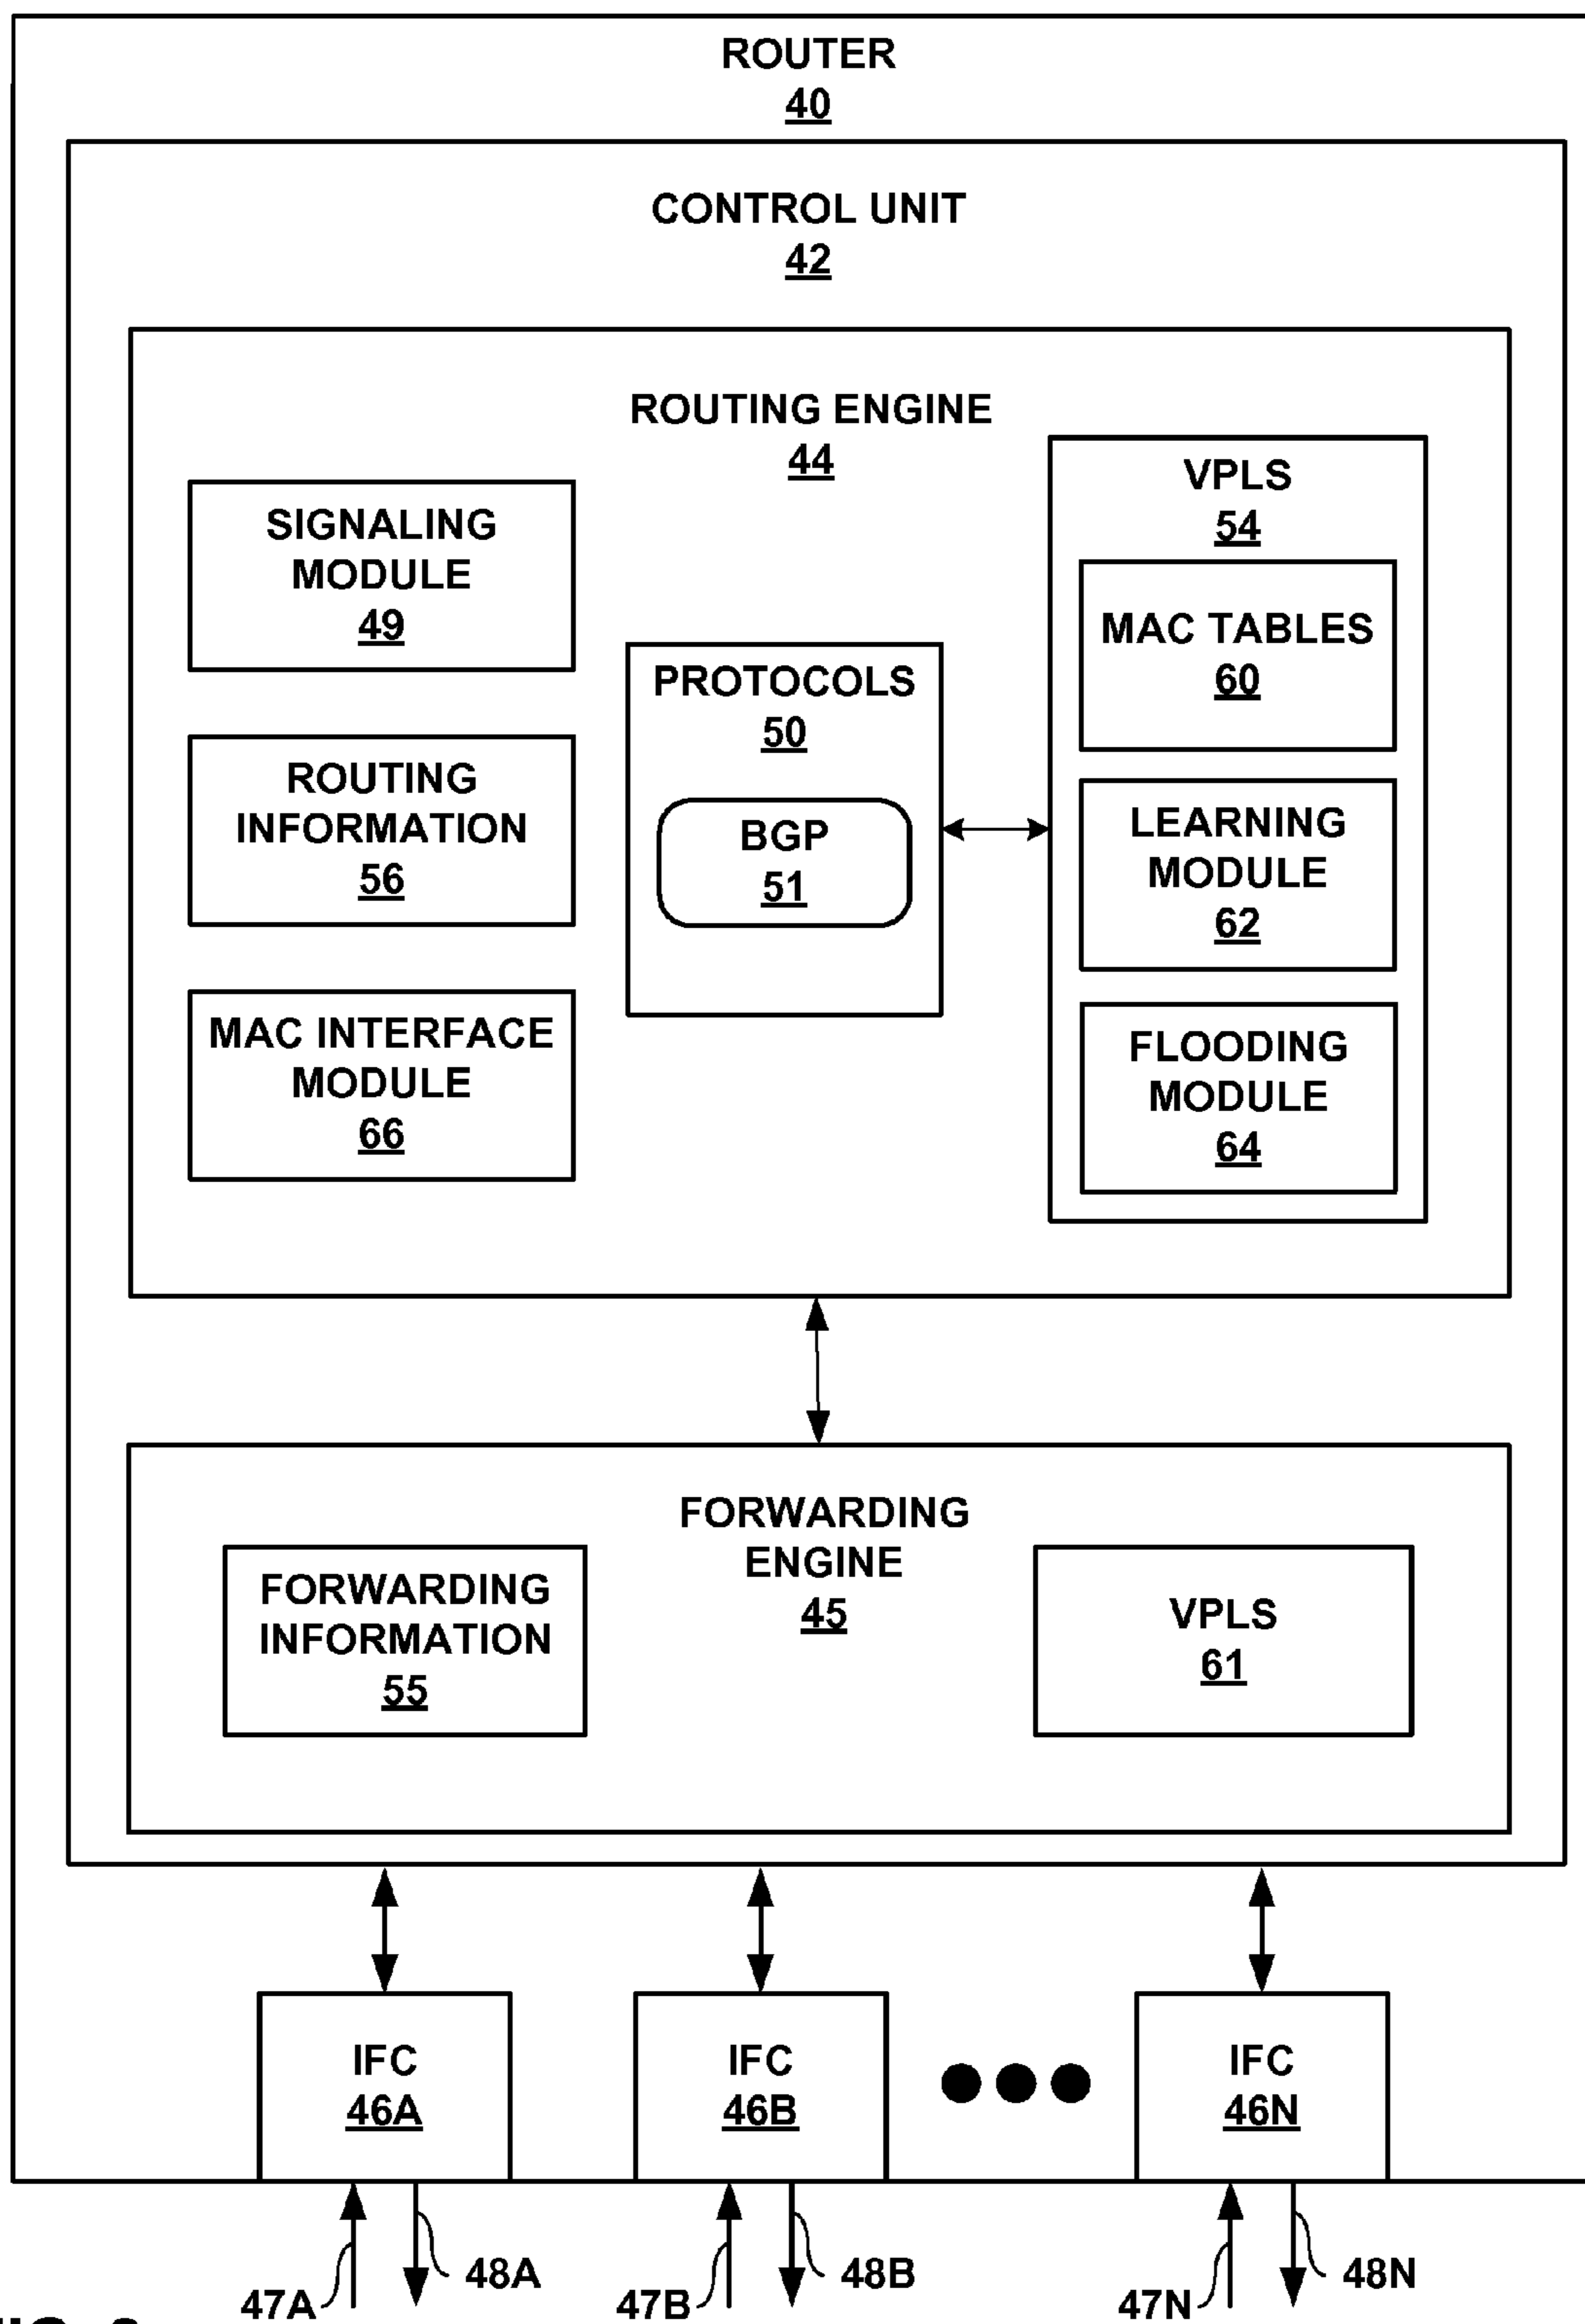 ROUTER
40
CONTROL UNIT
42
ROUTING ENGINE
44
SIGNALING
MODULE
49
ROUTING
INFORMATION
56
MAC INTERFACE
MODULE
66
PROTOCOLS
50
BGP
51
VPLS
54
MAC TABLES
60
LEARNING
MODULE
62
FLOODING
MODULE
64
FORWARDING
ENGINE
45
FORWARDING
INFORMATION
55
VPLS
61
IFC
46A
IFC
46B
IFC
46N
47A
48A
47B
48B
47N
48N